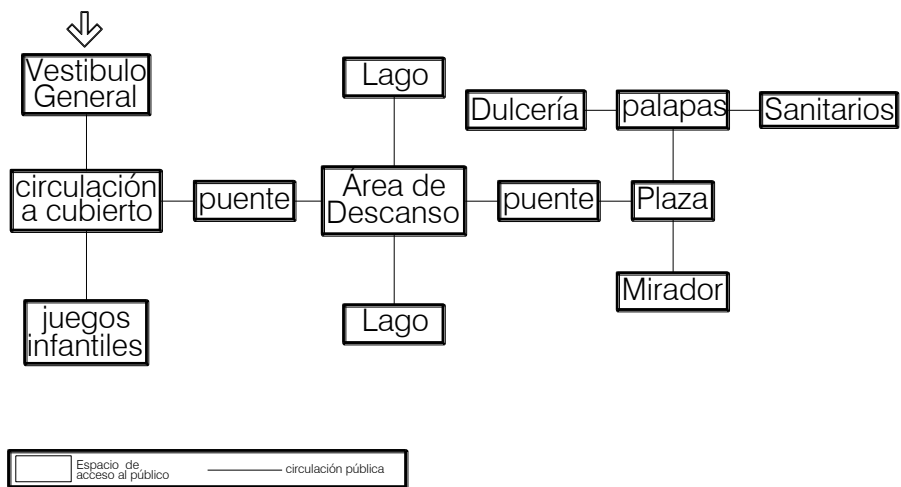 Vestibulo
General
Lago
Dulcería
palapas
Sanitarios
circulación
a cubierto
puente
Área de
Descanso
puente
Plaza
juegos
infantiles
Lago
Mirador
Espacio de
acceso al público
circulación pública